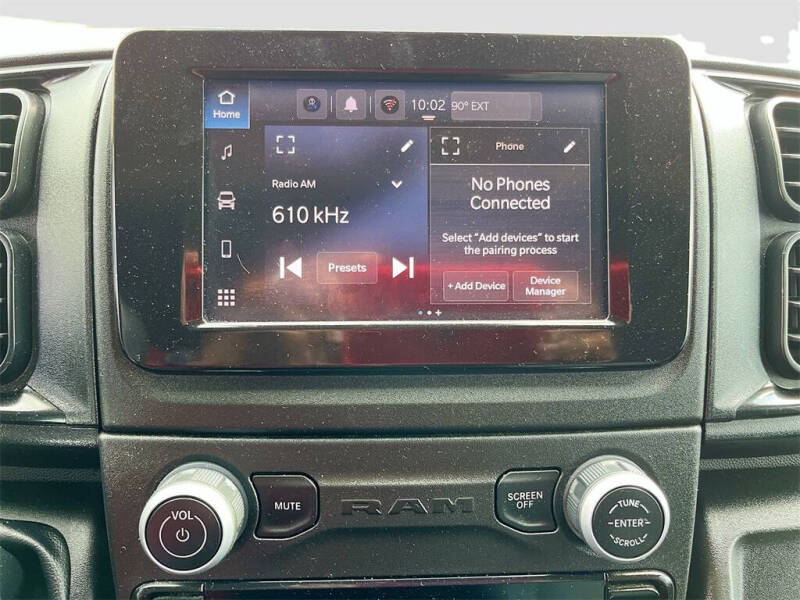 Home
10:02 90° EXT
Radio AM
610 kHz
Presets
Phone
No Phones
Connected
Select "Add devices" to start
the pairing process
+Add Device
Device
Manager
VOL
MUTE
RAM
SCREEN
OFF
TUNE
ENTER
SCROLL